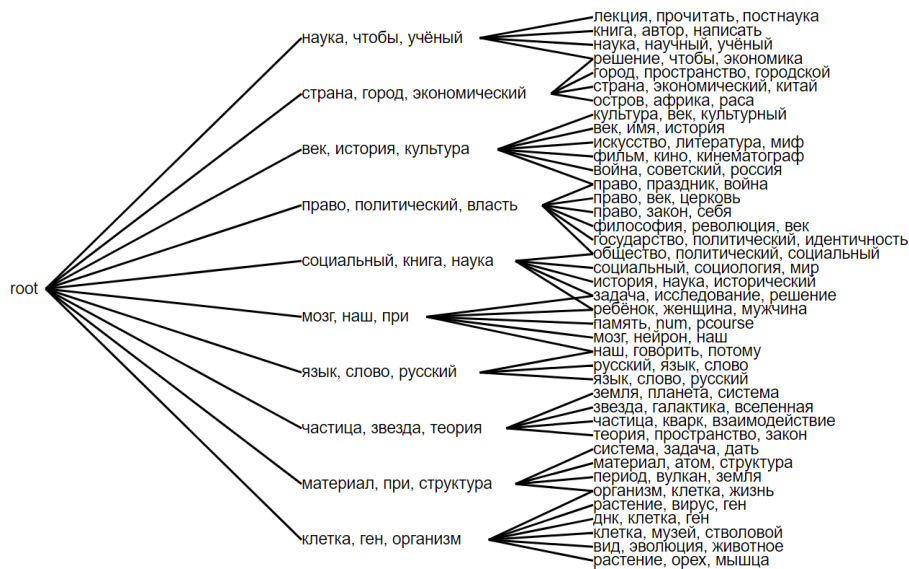 root
наука, чтобы, учёный
страна, город, экономический
век, история, культура
право, политический, власть
социальный, книга, наука
мозг, наш, при
язык, слово, русский
частица, звезда, теория
материал, при, структура
клетка, ген, организм
лекция, прочитать, постнаука
книга, автор, написать
наука, научный, учёный
решение, чтобы, экономика
город, пространство, городской
страна, экономический, китай
остров, африка, раса
культура, век, культурный
век, имя, история
искусство, литература, миф
фильм, кино, кинематограф
война, советский, россия
право, праздник, война
право, век, церковь
право, закон, себя
философия, революция, век
государство, политический, идентичность
общество, политический, социальный
социальный, социология, мир
история, наука, исторический
задача, исследование, решение
ребёнок, женщина, мужчина
память, num, pcourse
мозг, нейрон, наш
наш, говорить, потому
русский, язык, слово
язык, слово, русский
земля, планета, система
звезда, галактика, вселенная
частица, кварк, взаимодействие
теория, пространство, закон
система, задача, дать
материал, атом, структура
период, вулкан, земля
организм, клетка, жизнь
растение, вирус, ген
днк, клетка, ген
клетка, музей, стволовой
вид, эволюция, животное
растение, орех, мышца